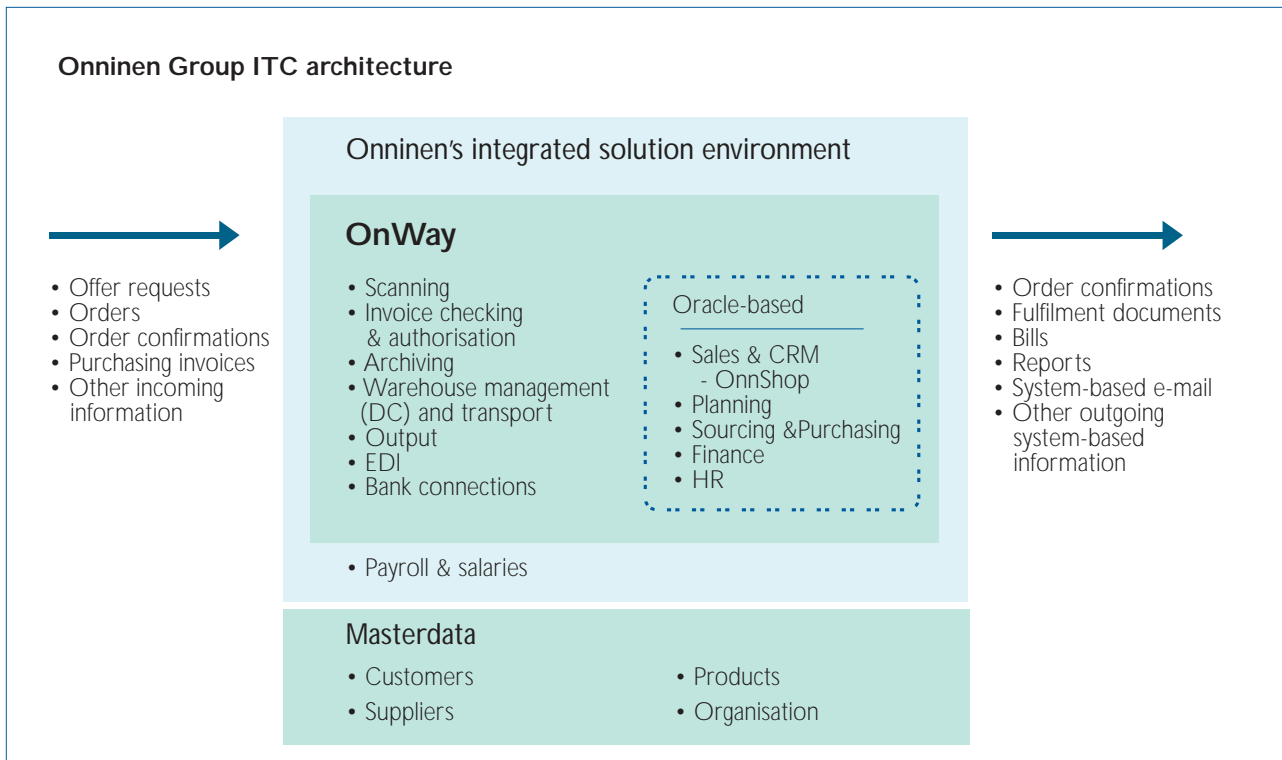 Onninen Group ITC architecture
Onninen's integrated solution environment
• Offer requests
• Orders
• Order confirmations
• Purchasing invoices
• Other incoming
information
OnWay
• Scanning
• Invoice checking
& authorisation
• Archiving
• Warehouse management
(DC) and transport
• Output
• EDI
• Bank connections
Oracle-based
• Sales & CRM
- OnnShop
• Planning
• Sourcing &Purchasing
• Finance
• HR
• Payroll & salaries
• Order confirmations
• Fulfilment documents
• Bills
• Reports
• System-based e-mail
• Other outgoing
system-based
information
Masterdata
• Customers
• Suppliers
• Products
• Organisation